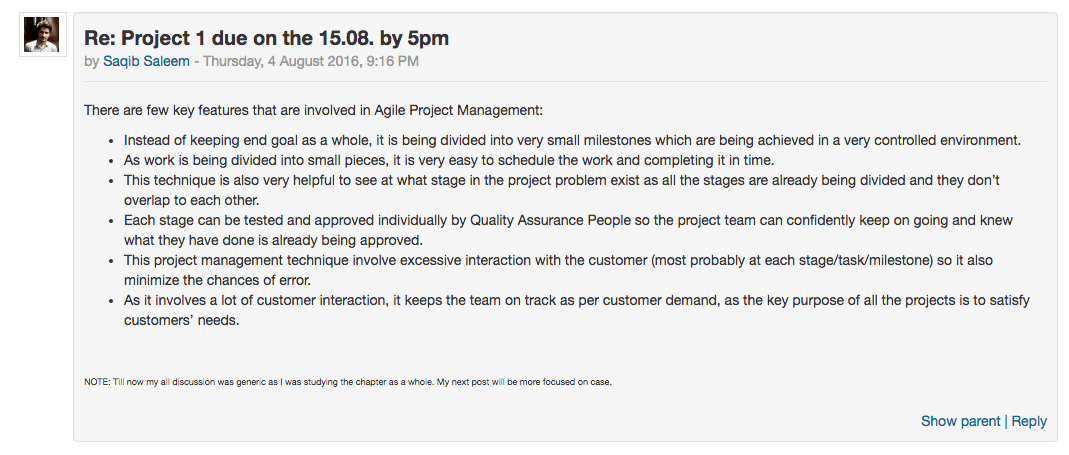 Re: Project 1 due on the 15.08. by 5pm
by Saqib Saleem - Thursday, 4 August 2016, 9:16 PM
There are few key features that are involved in Agile Project Management:
• Instead of keeping end goal as a whole, it is being divided into very small milestones which are being achieved in a very controlled environment.
• As work is being divided into small pieces, it is very easy to schedule the work and completing it in time.
• This technique is also very helpful to see at what stage in the project problem exist as all the stages are already being divided and they don’t
overlap to each other.
• Each stage can be tested and approved individually by Quality Assurance People so the project team can confidently keep on going and knew
what they have done is already being approved.
• This project management technique involve excessive interaction with the customer (most probably at each stage/task/milestone) so it also
minimize the chances of error.
• As it involves a lot of customer interaction, it keeps the team on track as per customer demand, as the key purpose of all the projects is to satisfy
customers’ needs.
NOTE: Till now my all discussion was generic as I was studying the chapter as a whole. My next post will be more focused on case.
Show parent | Reply